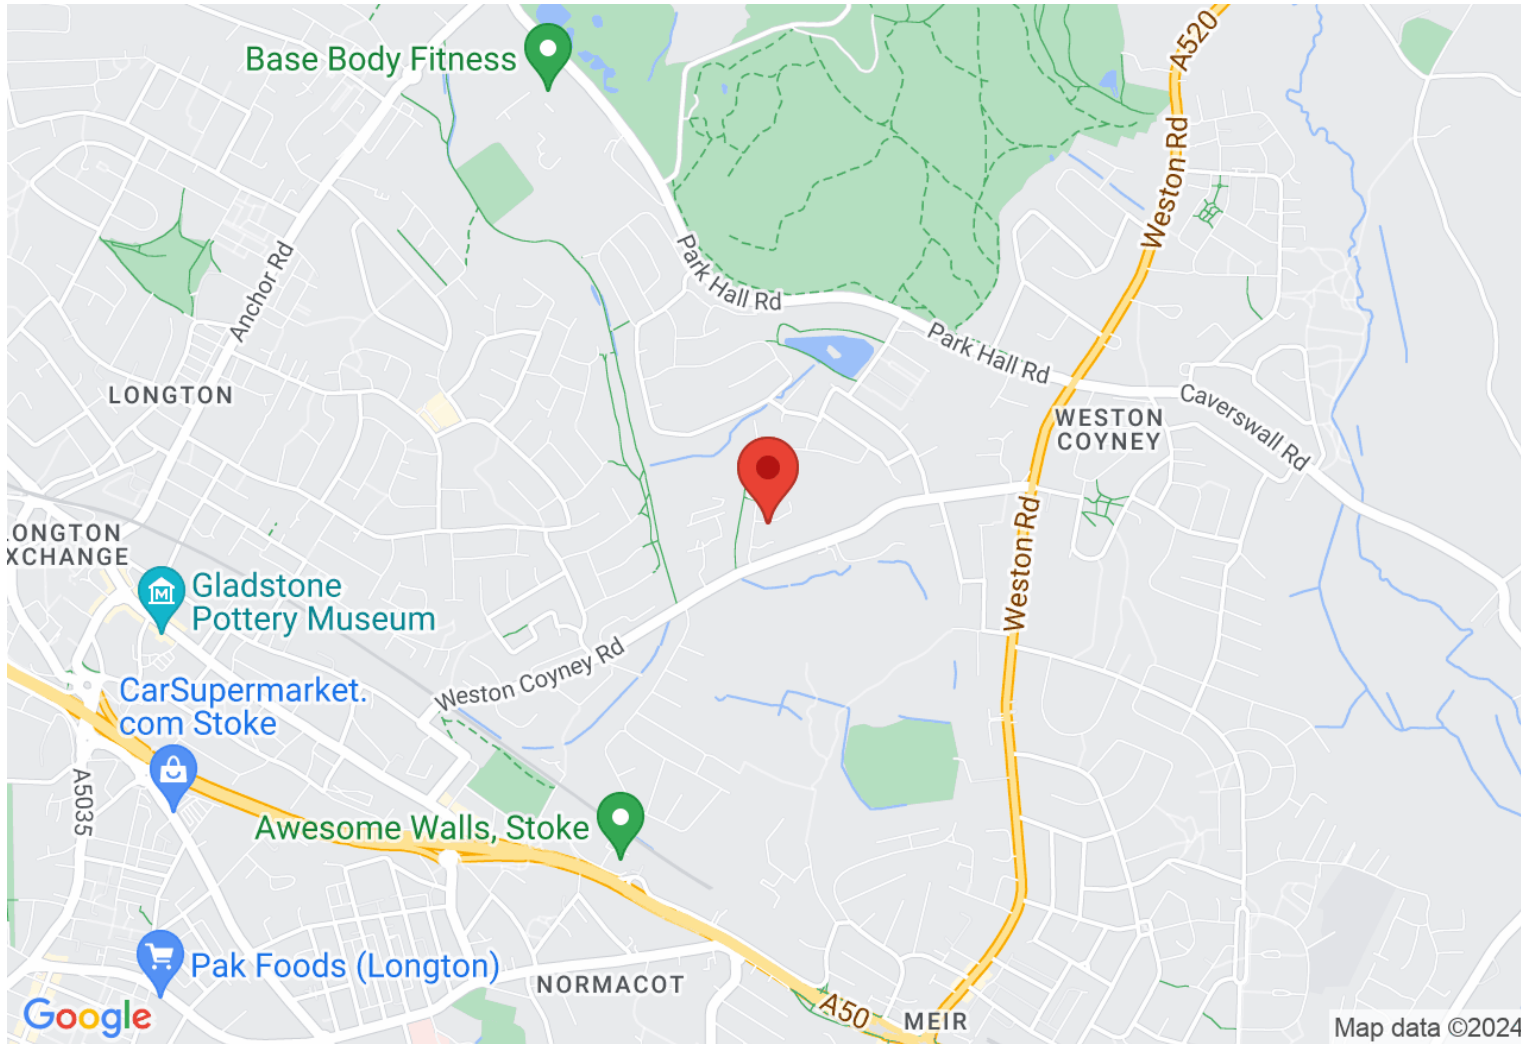 Base Body Fitness
A520
Weston Rd
Anchor Rd
Park Hall Rd
Park Hall Rd
LONGTON
Caverswall Rd
WESTON
COYNEY
LONGTON
XCHANGE
Weston Rd
Gladstone
Pottery Museum
Weston Coyney Rd
CarSupermarket.
com Stoke
A5035
Awesome Walls, Stoke
Pak Foods (Longton)
NORMACOT
A50
MEIR
Google
Map data ©2024